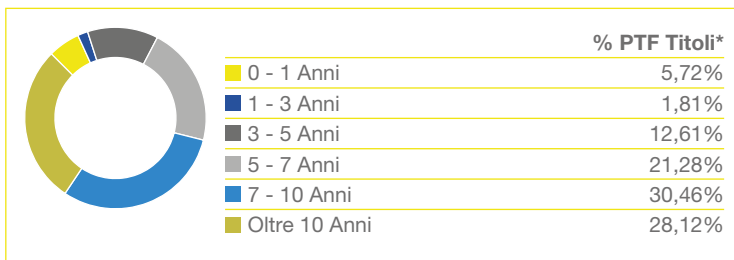 % PTF Titoli*
0 - 1 Anni 5,72%
1 - 3 Anni 1,81%
3 - 5 Anni 12,61%
5 - 7 Anni 21,28%
7 - 10 Anni 30,46%
Oltre 10 Anni 28,12%